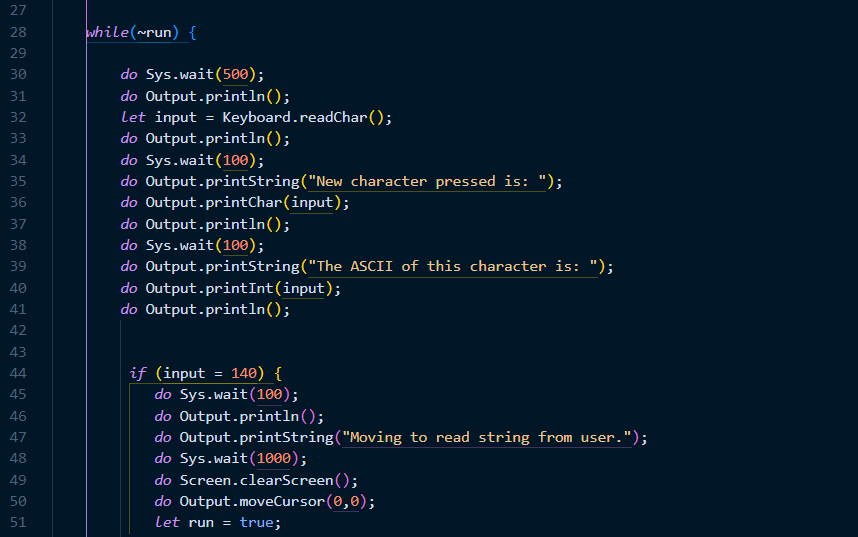 27
28 while(~run) {
29
30 do Sys.wait(500);
31 do Output.println();
32 let input = Keyboard.readChar();
33 do Output.println();
34 do Sys.wait(100);
35 do Output.printString("New character pressed is: ");
36 do Output.printChar(input);
37 do Output.println();
38 do Sys.wait(100);
39 do Output.printString("The ASCII of this character is: ");
40 do Output.printInt(input);
41 do Output.println();
42
43
44 if (input = 140) {
45 do Sys.wait(100);
46 do Output.println();
47 do Output.printString("Moving to read string from user.");
48 do Sys.wait(1000);
49 do Screen.clearScreen();
50 do Output.moveCursor(0,0);
51 let run = true;